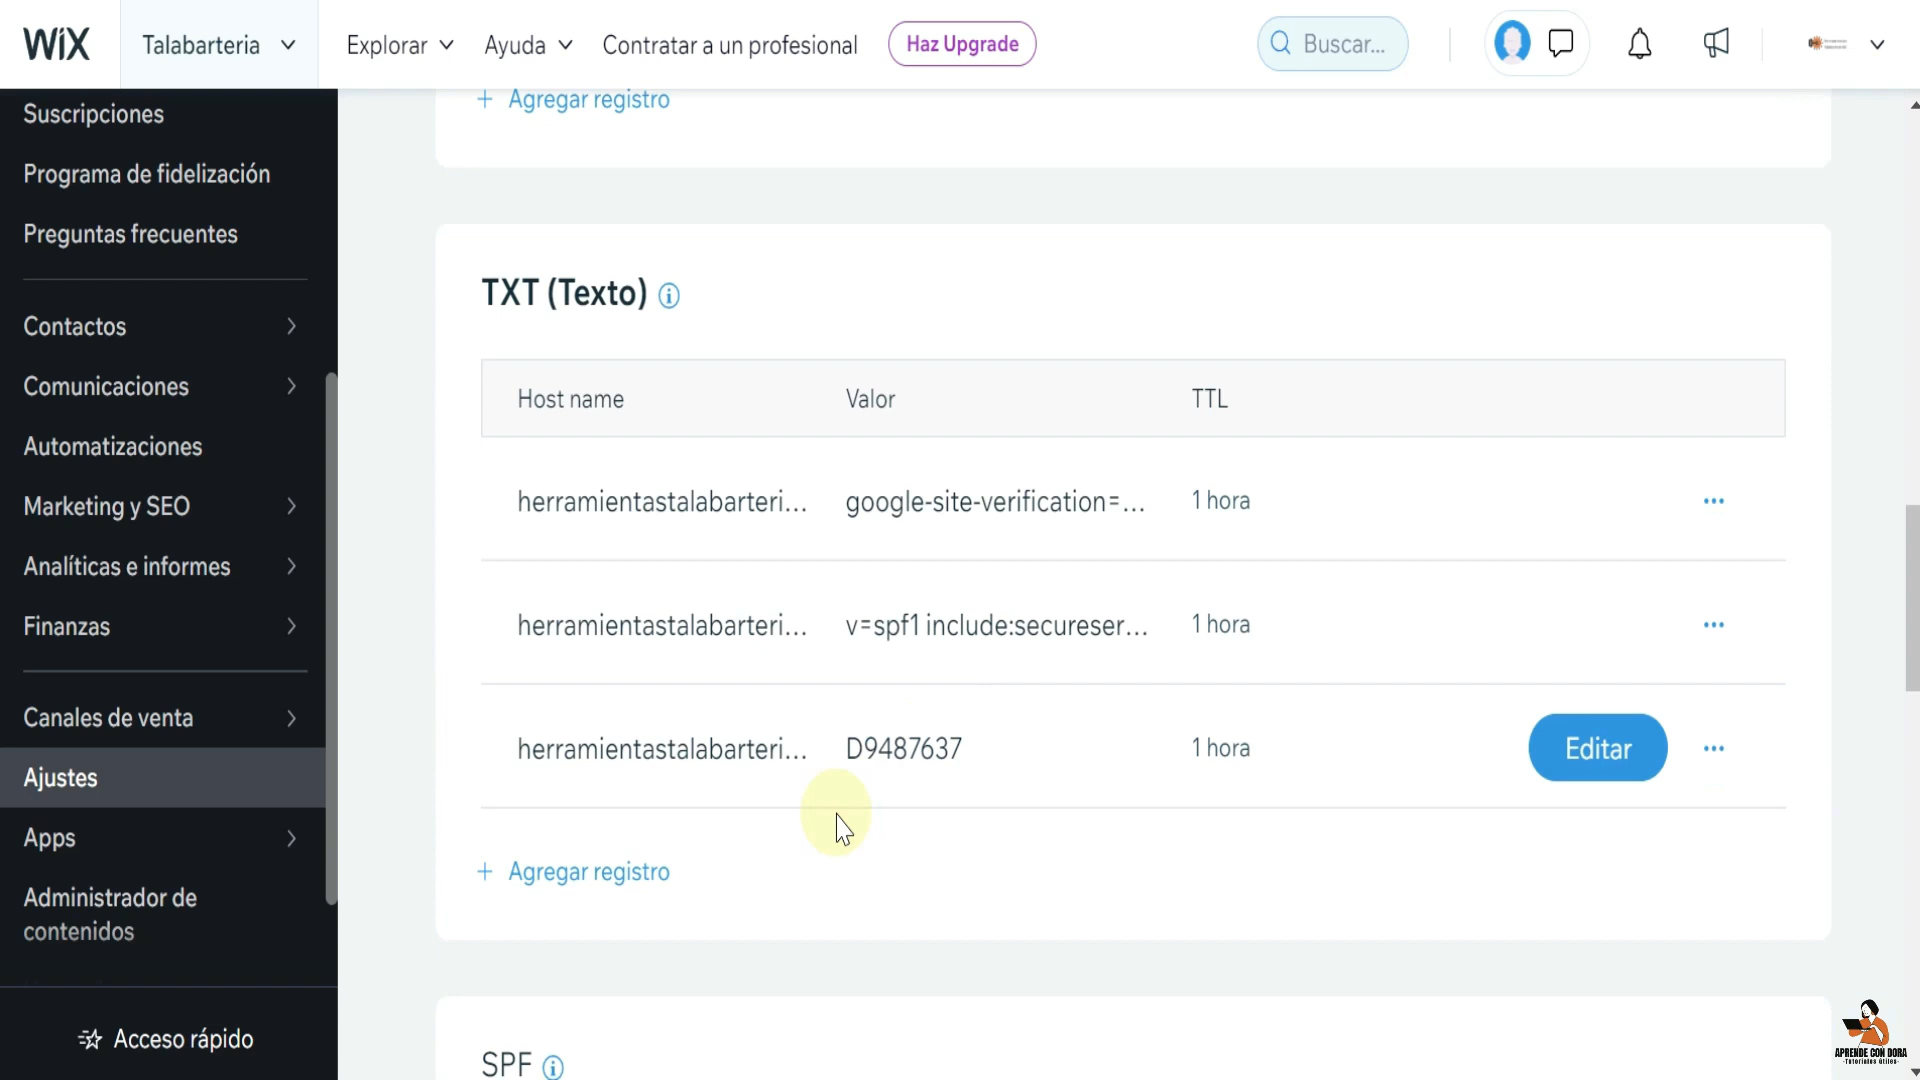 WiX
Talabarteria
Explorar
Ayuda
Contratar a un profesional
Haz Upgrade
Buscar...
Suscripciones
Programa de fidelización
Preguntas frecuentes
Contactos
Comunicaciones
Automatizaciones
Marketing y SEO
Analíticas e informes
Finanzas
Canales de venta
Ajustes
Apps
Administrador de
contenidos
Acceso rápido
+ Agregar registro
TXT (Texto)
Host name Valor TTL
herramientastalabarteri... google-site-verification=... 1 hora
herramientastalabarteri... v=spf1 include:secureser... 1 hora
herramientastalabarteri... D9487637 1 hora Editar
+ Agregar registro
SPF
APRENDE CON DORA
-Tutoriales útiles-